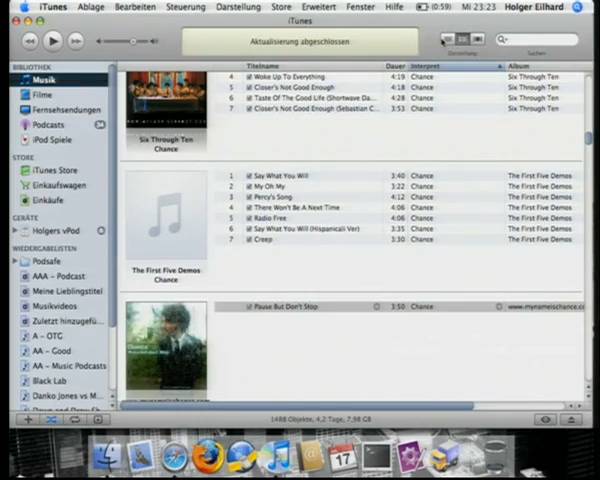 iTunes Ablage Bearbeiten Steuerung Darstellung Store Erweitert Fenster Hilfe (0:59) Mi 23:23 Holger Eilhard
iTunes
Aktualisierung abgeschlossen
Darstellung Suchen
BIBLIOTHEK
Musik
Filme
Fernsehsendungen
Podcasts
iPod Spiele
STORE
iTunes Store
Einkaufswagen
Einkäufe
GERÄTE
Holgers vPod
WIEDERGABELISTEN
Podsafe
AAA - Podcast
Meine Lieblingstitel
Musikvideos
Zuletzt hinzugefü...
A - OTG
AA - Good
AA - Music Podcasts
Black Lab
Danko Jones vs M...
Titelname Dauer Interpret Album
4 Woke Up To Everything 4:19 Chance Six Through Ten
5 Closer's Not Good Enough 4:18 Chance Six Through Ten
6 Taste Of The Good Life (Shortwave Da... 4:28 Chance Six Through Ten
7 Closer's Not Good Enough (Sebastian C... 3:53 Chance Six Through Ten
Six Through Ten
Chance
1 Say What You Will 3:40 Chance The First Five Demos
2 My Oh My 3:22 Chance The First Five Demos
3 Percy's Song 4:12 Chance The First Five Demos
4 There Won't Be A Next Time 4:06 Chance The First Five Demos
5 Radio Free 4:06 Chance The First Five Demos
6 Say What You Will (Hispanicali Ver) 3:35 Chance The First Five Demos
7 Creep 3:30 Chance The First Five Demos
The First Five Demos
Chance
Pause But Don't Stop 3:50 Chance www.mynameischance.co
Chance
www.mynameischance.com
1488 Objekte, 4,2 Tage, 7,98 GB
17